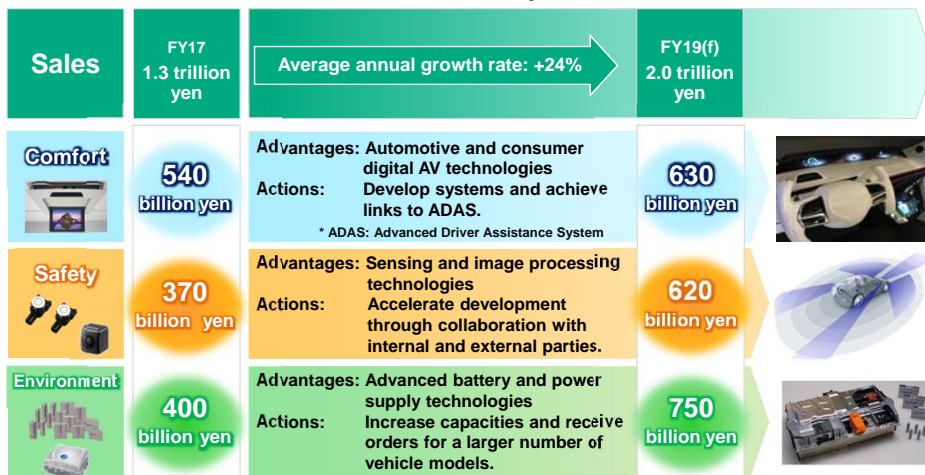 Sales
FY17
1.3 trillion
yen
Average annual growth rate: +24%
FY19(f)
2.0 trillion
yen
Comfort
540
billion yen
Advantages: Automotive and consumer
digital AV technologies
Actions: Develop systems and achieve
links to ADAS.
* ADAS: Advanced Driver Assistance System
630
billion yen
Safety
370
billion yen
Advantages: Sensing and image processing
technologies
Actions: Accelerate development
through collaboration with
internal and external parties.
620
billion yen
Environment
400
billion yen
Advantages: Advanced battery and power
supply technologies
Actions: Increase capacities and receive
orders for a larger number of
vehicle models.
750
billion yen